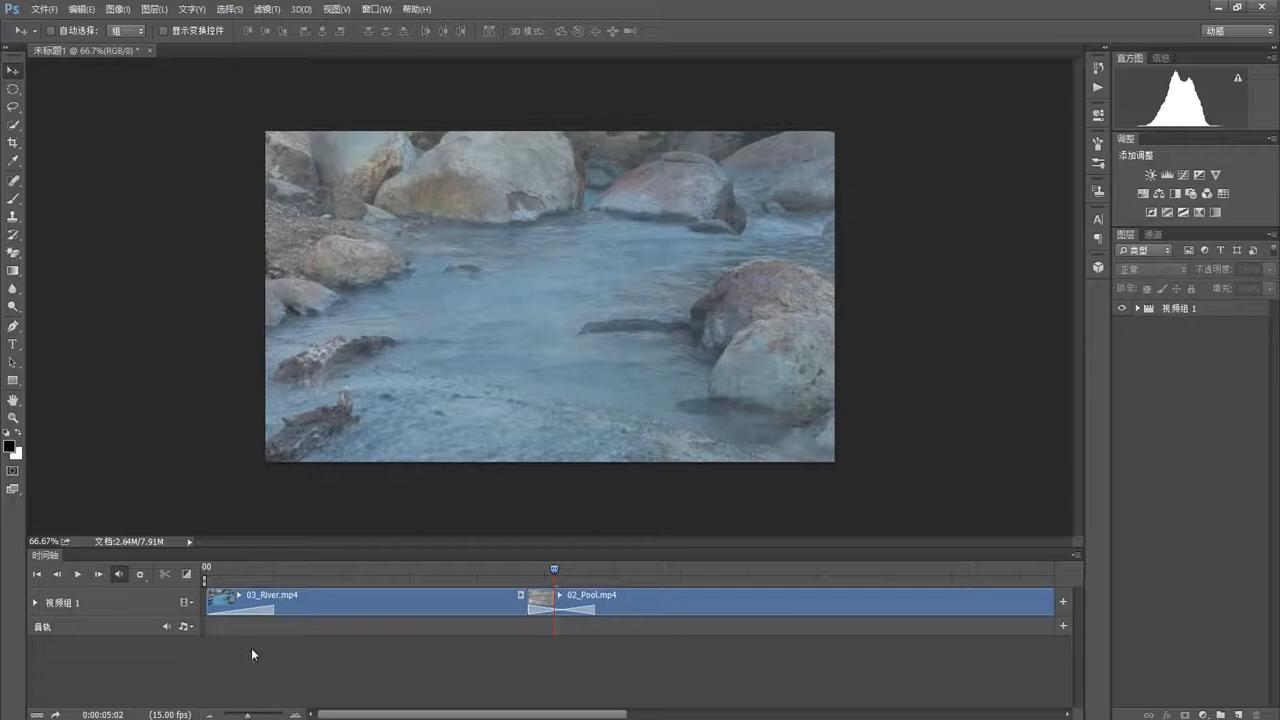 Ps 文件(F) 编辑(E) 图像(I) 图层(L) 文字(Y) 选择(S) 滤镜(T) 3D(D) 视图(V) 窗口(W) 帮助(H)
自动选择: 组 显示变换控件 3D 模式: 动感
未标题1 @ 66.7%(RGB/8) * ×
直方图 信息
调整
添加调整
图层 通道
类型
正常 不透明度: 100%
锁定: 填充: 100%
视频组 1
66.67% 文档:2.64M/7.91M
时间轴
00
03_River.mp4 02_Pool.mp4
视频组 1
音轨
0:00:05:02 (15.00 fps)